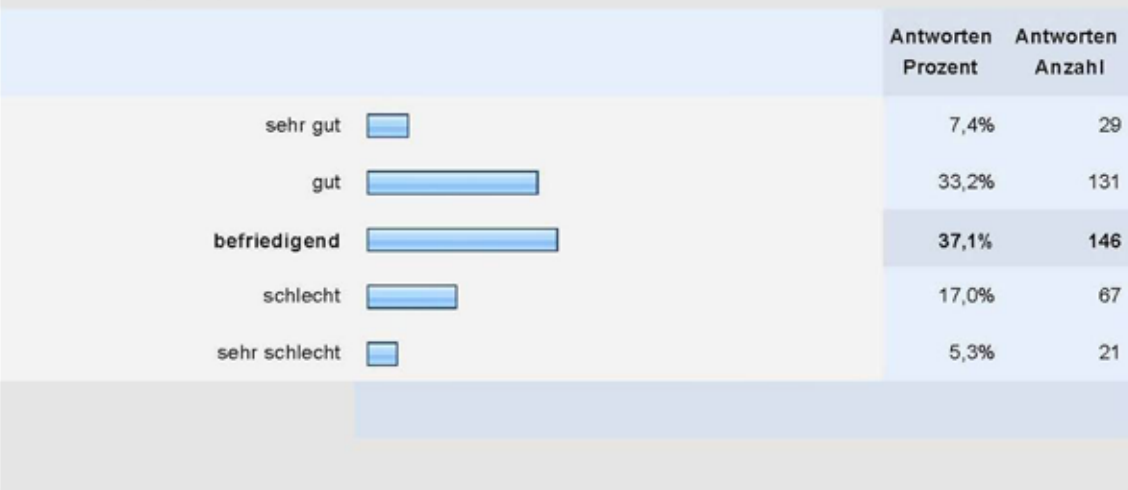 Antworten Antworten
Prozent Anzahl
sehr gut 7,4% 29
gut 33,2% 131
befriedigend 37,1% 146
schlecht 17,0% 67
sehr schlecht 5,3% 21